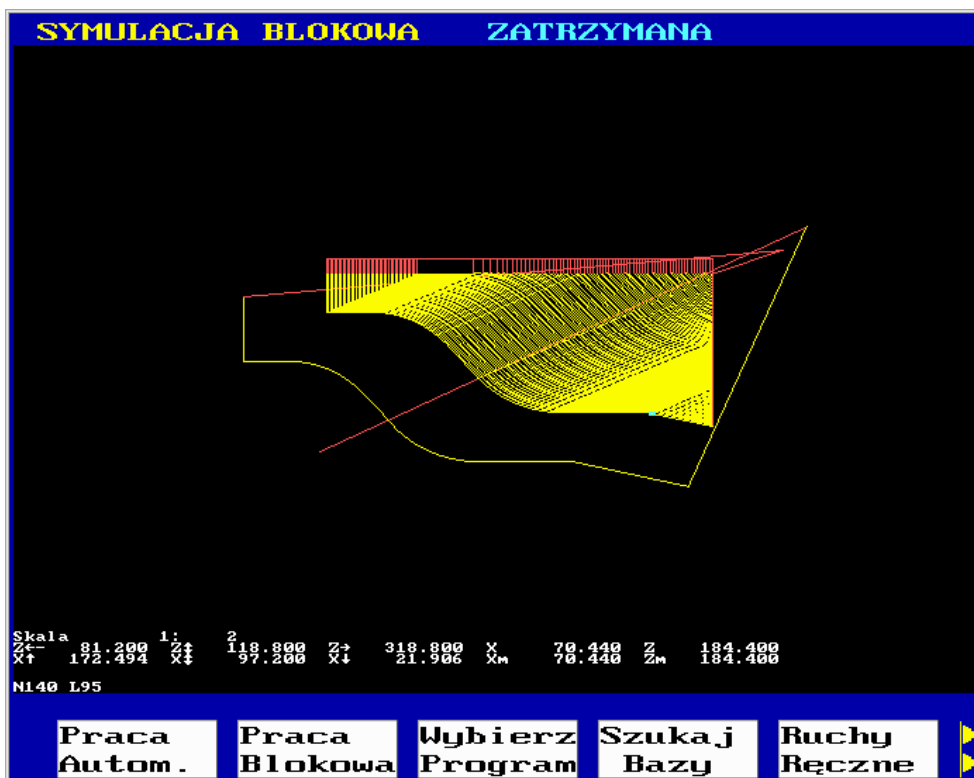 SYMULACJA BLOKOWA ZATRZYMANA
Skala 1: 2
Z← 81.200 Z‡ 118.800 Z→ 318.800 X 70.440 Z 184.400
X↑ 172.494 X‡ 97.200 X↓ 21.906 Xm 70.440 Zm 184.400
N140 L95
Praca Praca Wybierz Szukaj Ruchy
Autom. Blokowa Program Bazy Ręczne